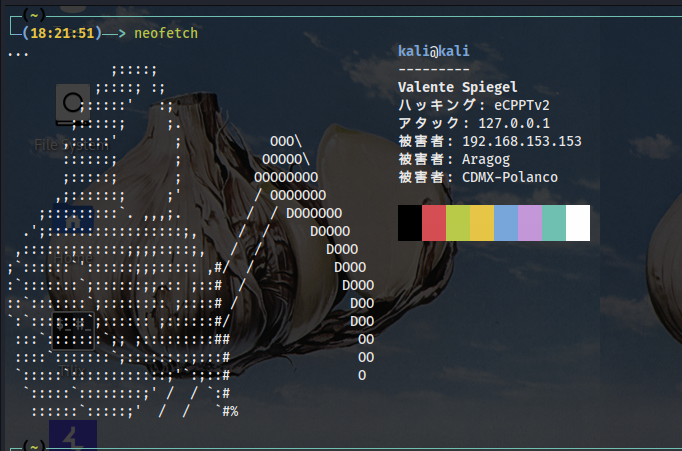 (~)
(18:21:51)—> neofetch
...
kali@kali
---------
Valente Spiegel
ハッキング: eCPPTv2
アタック: 127.0.0.1
被害者: 192.168.153.153
被害者: Aragog
被害者: CDMX-Polanco
File System
(~)